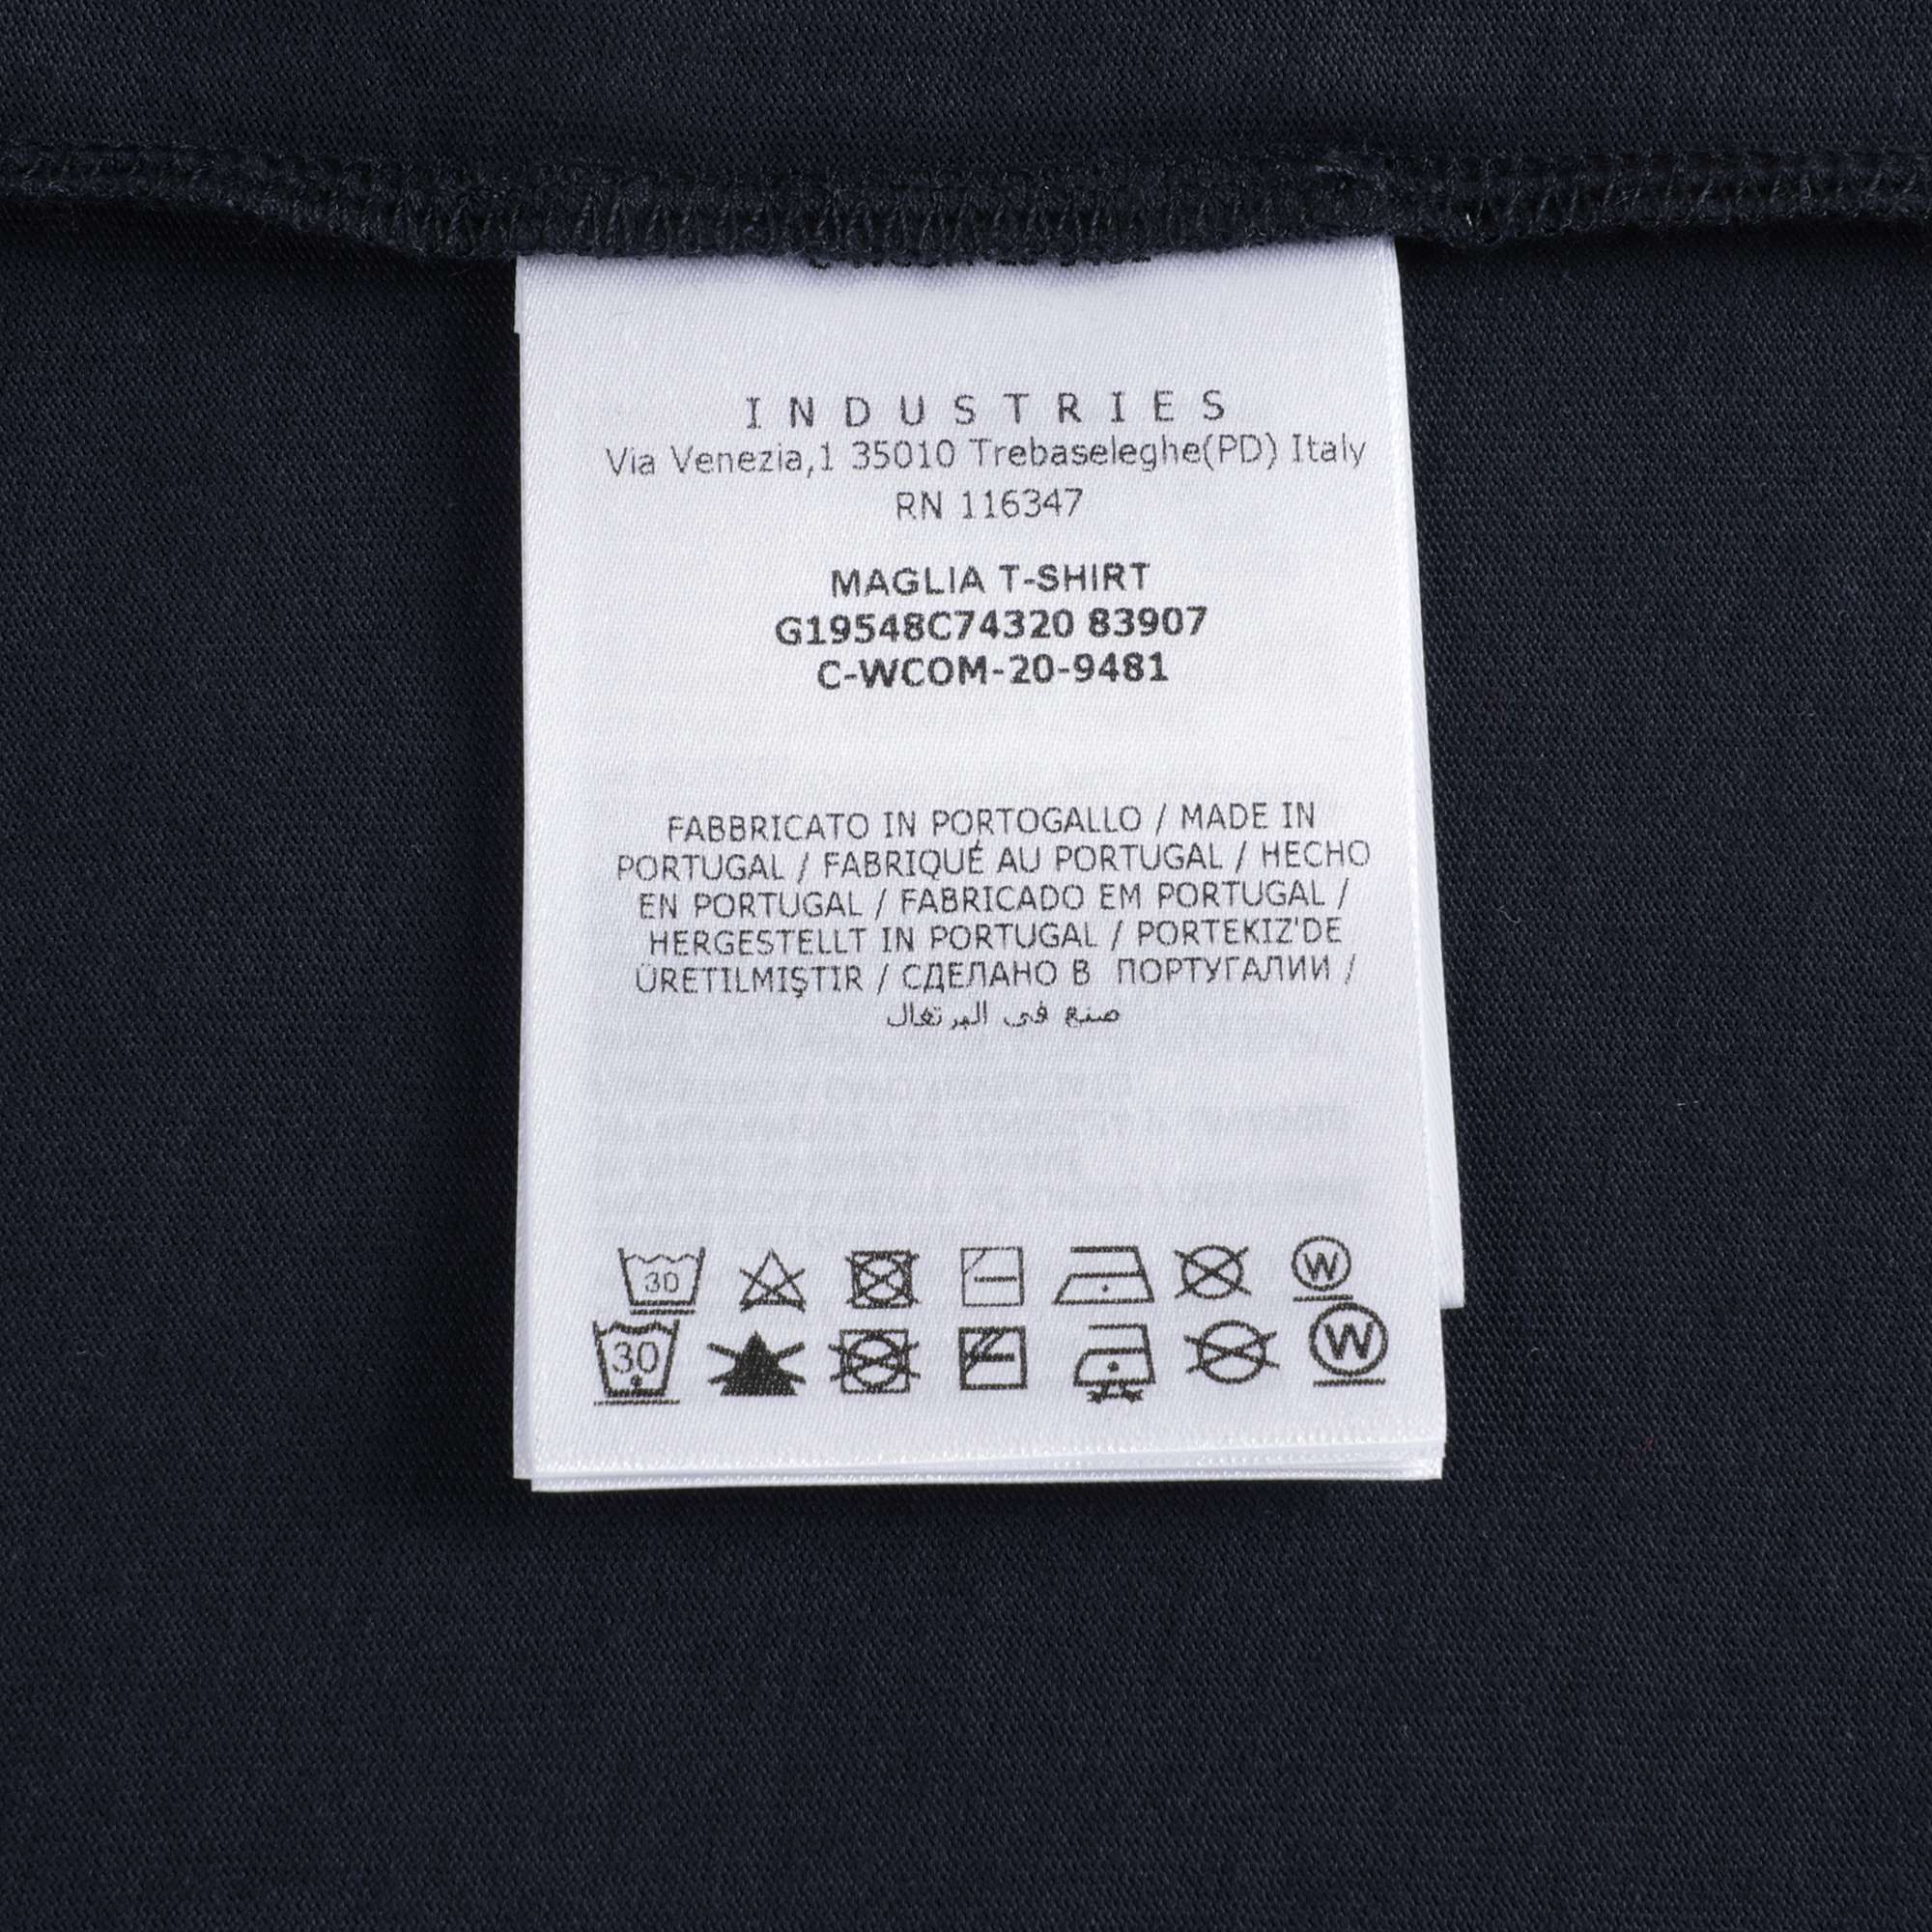 INDUSTRIES
Via Venezia,1 35010 Trebaseleghe(PD) Italy
RN 116347
MAGLIA T-SHIRT
G19548C74320 83907
C-WCOM-20-9481
FABBRICATO IN PORTOGALLO / MADE IN
PORTUGAL / FABRIQUÉ AU PORTUGAL / HECHO
EN PORTUGAL / FABRICADO EM PORTUGAL /
HERGESTELLT IN PORTUGAL / PORTEKIZ'DE
ÜRETILMIŞTIR / СДЕЛАНО В ПОРТУГАЛИИ /
صنع في البرتغال
30 W
30 W